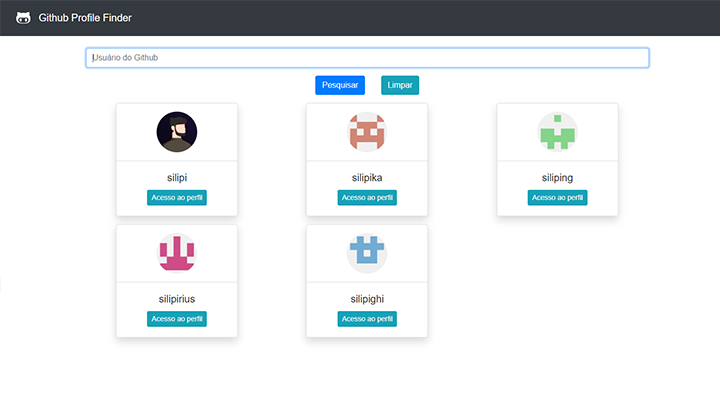 Github Profile Finder
Usuário do Github
Pesquisar
Limpar
silipi
Acesso ao perfil
silipika
Acesso ao perfil
siliping
Acesso ao perfil
silipirius
Acesso ao perfil
silipighi
Acesso ao perfil